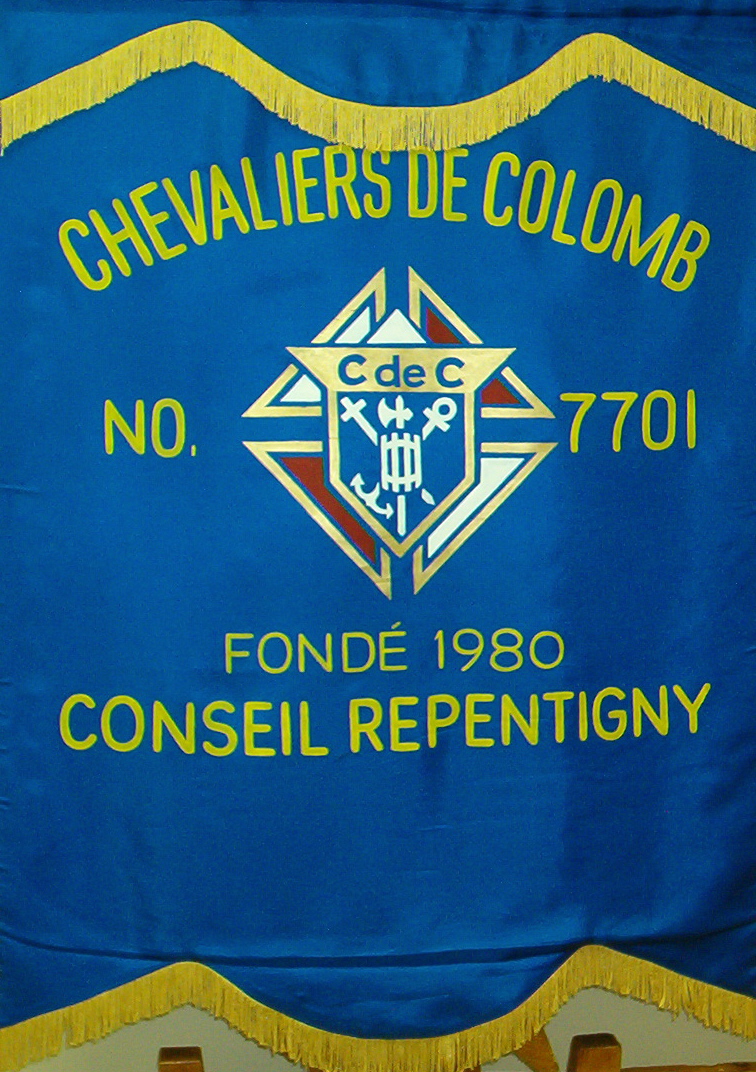 CHEVALIERS DE COLOMB
C de C
NO. 7701
FONDÉ 1980
CONSEIL REPENTIGNY